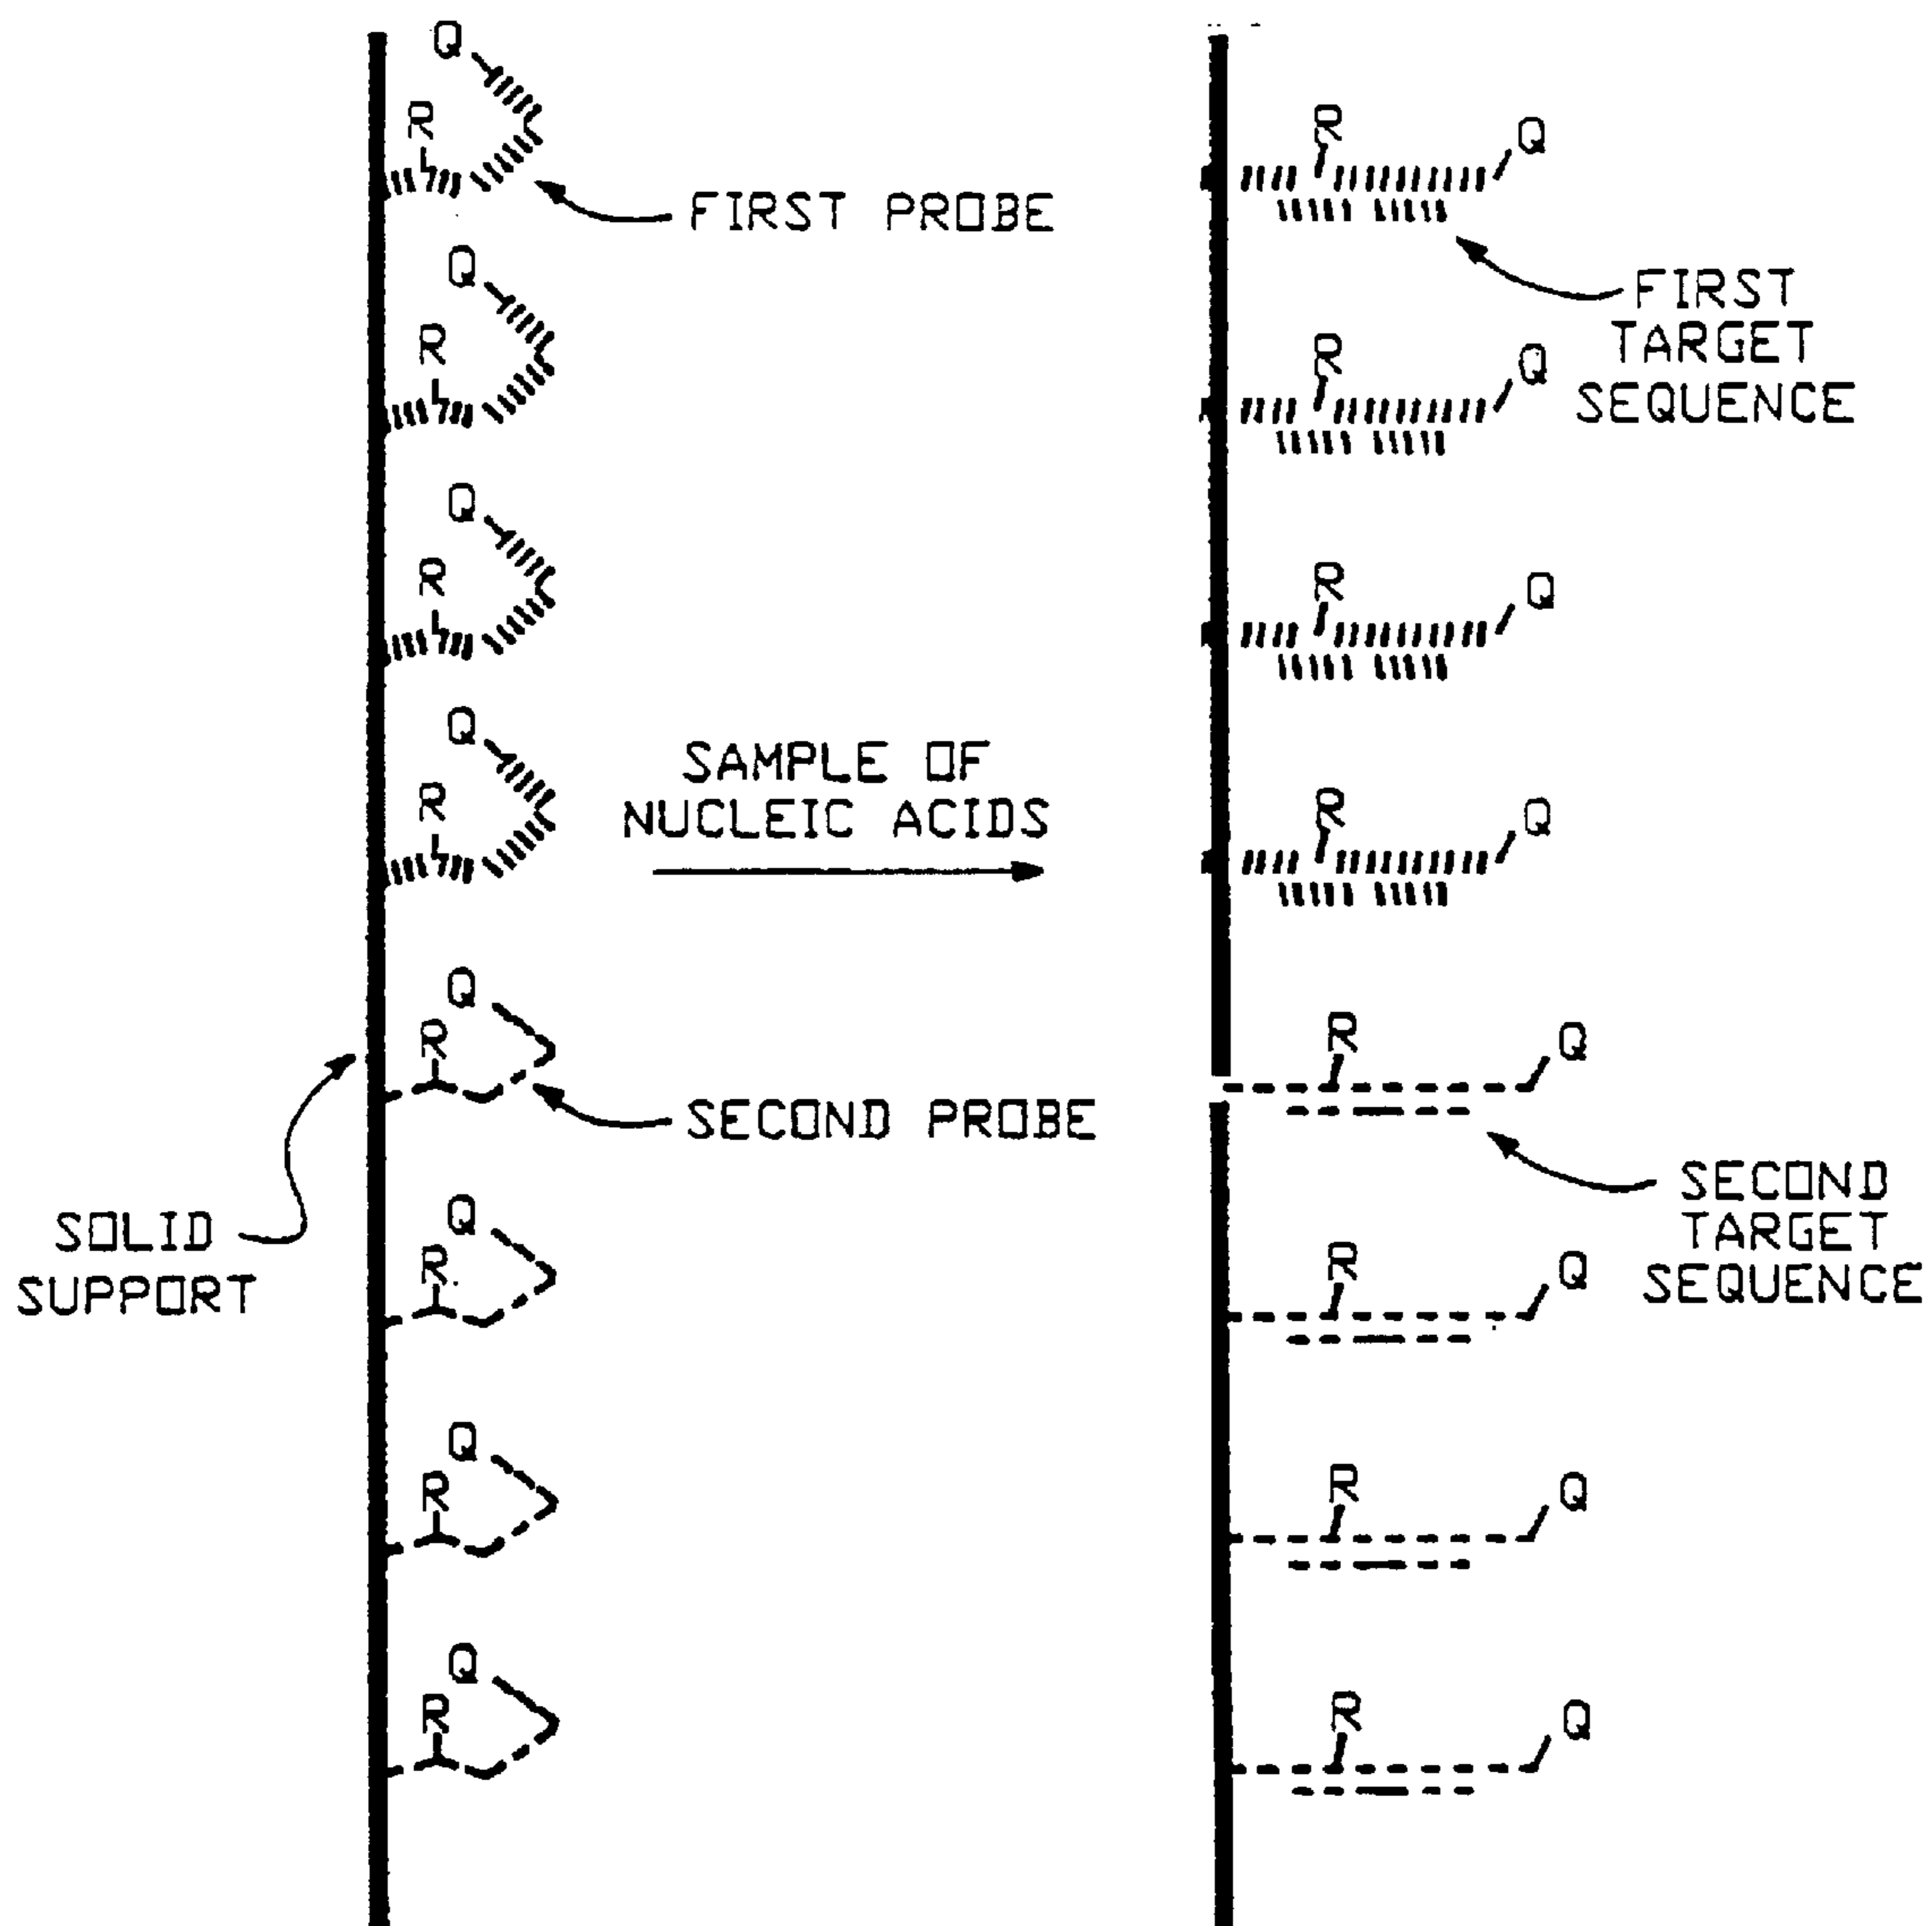 Q
R
FIRST PROBE
Q
R
Q
R
Q
R
SAMPLE OF
NUCLEIC ACIDS
Q
R
SECOND PROBE
SOLID
SUPPORT
Q
R
Q
R
Q
R
R Q
FIRST
TARGET
SEQUENCE
R Q
R Q
R Q
R Q
SECOND
TARGET
SEQUENCE
R Q
R Q
R Q